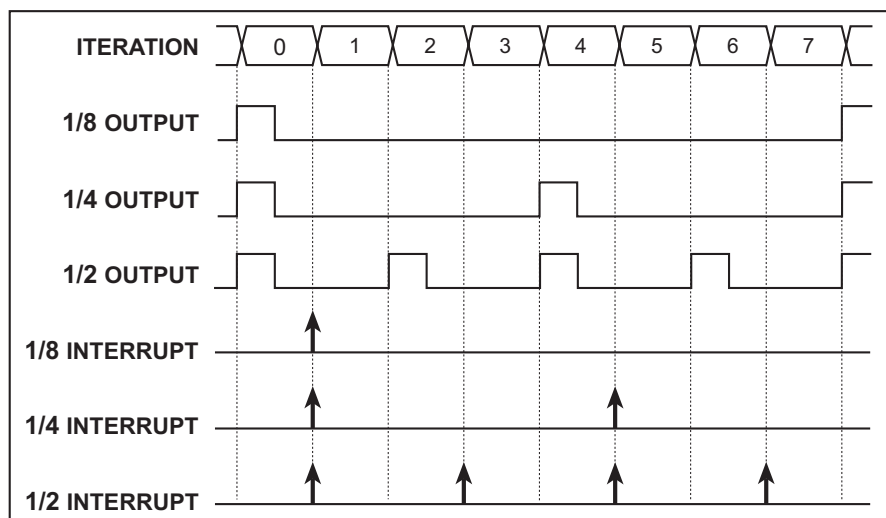 ITERATION 0 1 2 3 4 5 6 7
1/8 OUTPUT
1/4 OUTPUT
1/2 OUTPUT
1/8 INTERRUPT
1/4 INTERRUPT
1/2 INTERRUPT